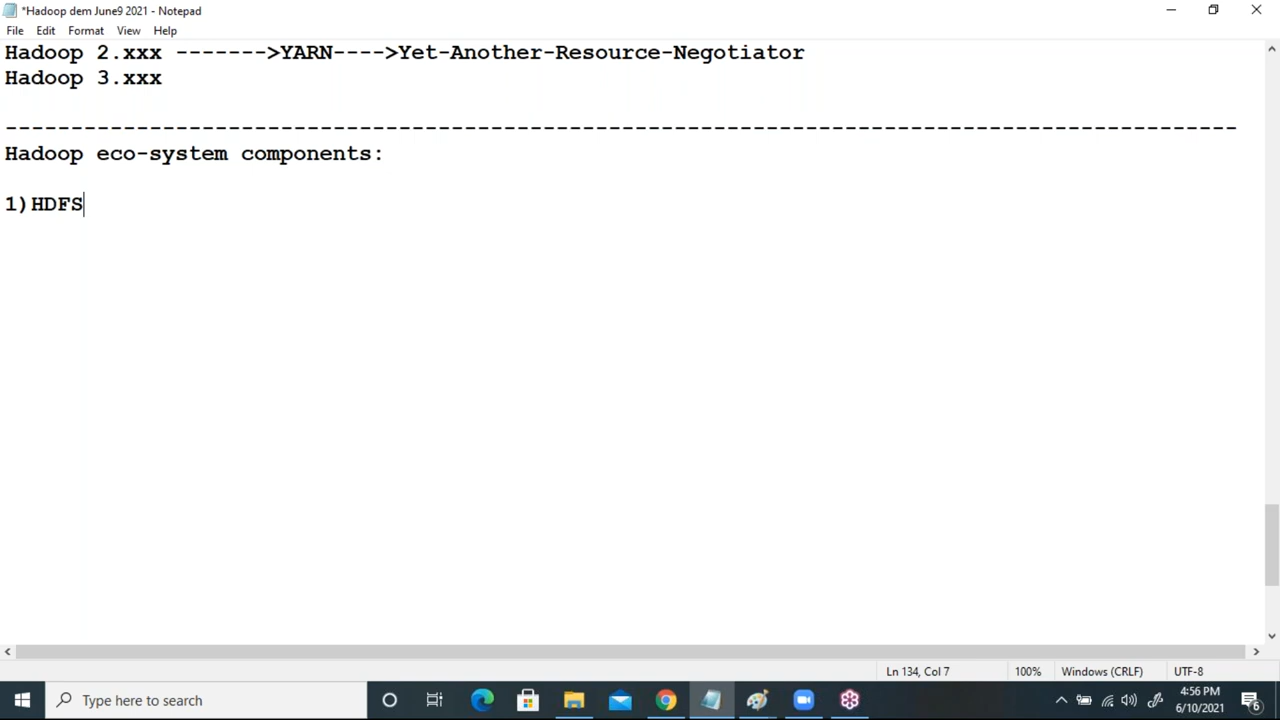 *Hadoop dem June9 2021 - Notepad
File Edit Format View Help
Hadoop 2.xxx ------->YARN---->Yet-Another-Resource-Negotiator
Hadoop 3.xxx
----------------------------------------------------------------------------------------------
Hadoop eco-system components:
1)HDFS
Ln 134, Col 7 100% Windows (CRLF) UTF-8
Type here to search
4:56 PM
6/10/2021
6